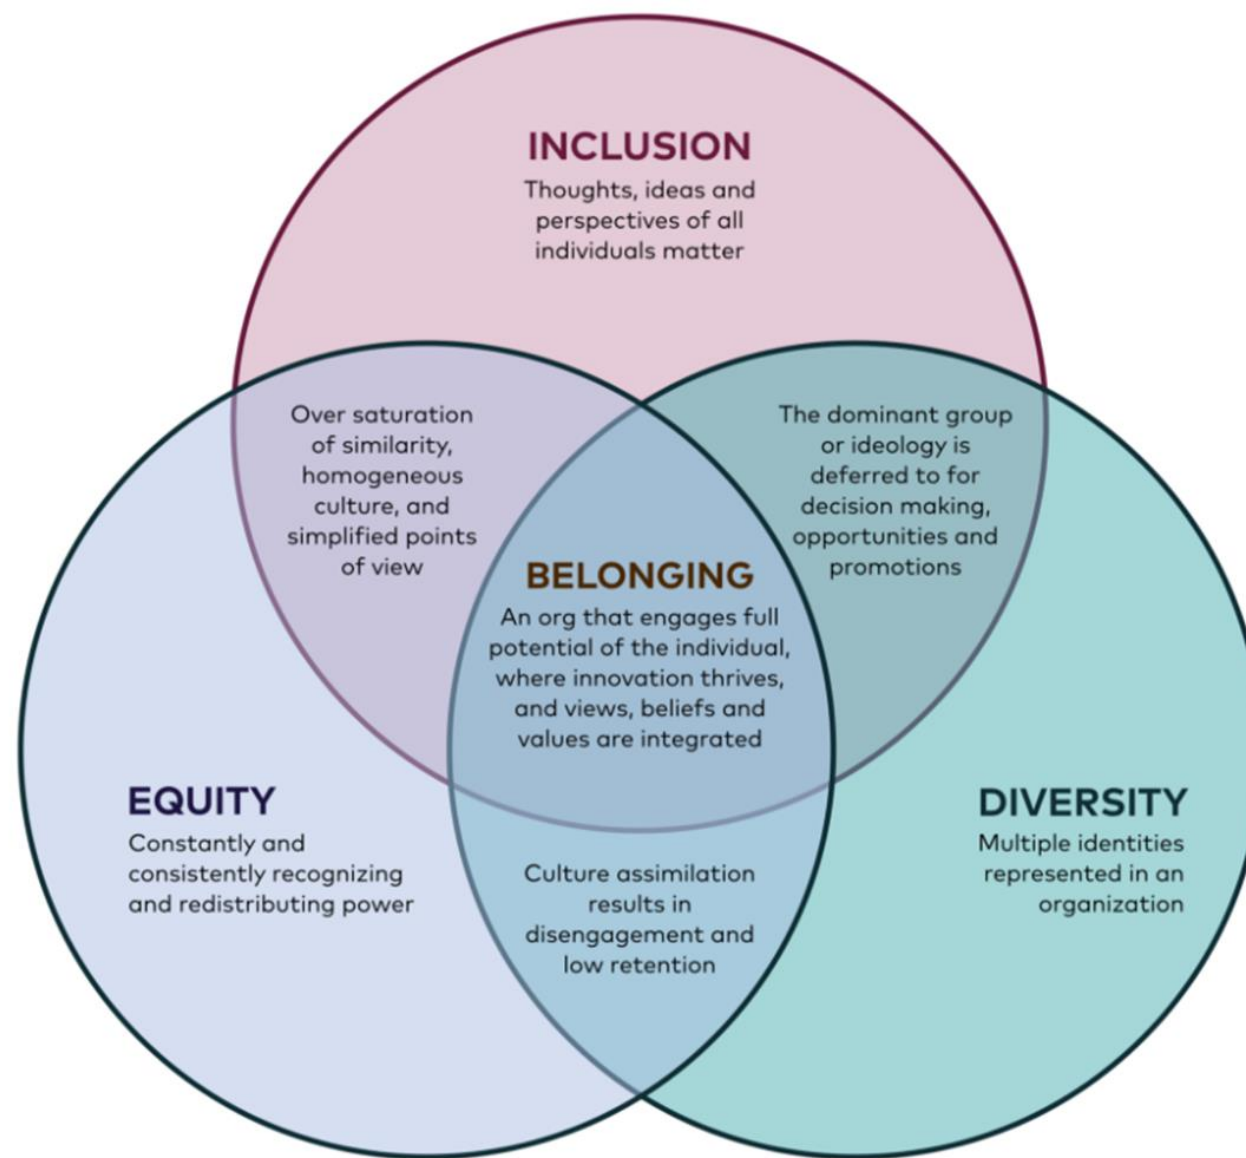 INCLUSION
Thoughts, ideas and
perspectives of all
individuals matter
Over saturation
of similarity,
homogeneous
culture, and
simplified points
of view
The dominant group
or ideology is
deferred to for
decision making,
opportunities and
promotions
BELONGING
An org that engages full
potential of the individual,
where innovation thrives,
and views, beliefs and
values are integrated
EQUITY
Constantly and
consistently recognizing
and redistributing power
DIVERSITY
Multiple identities
represented in an
organization
Culture assimilation
results in
disengagement and
low retention